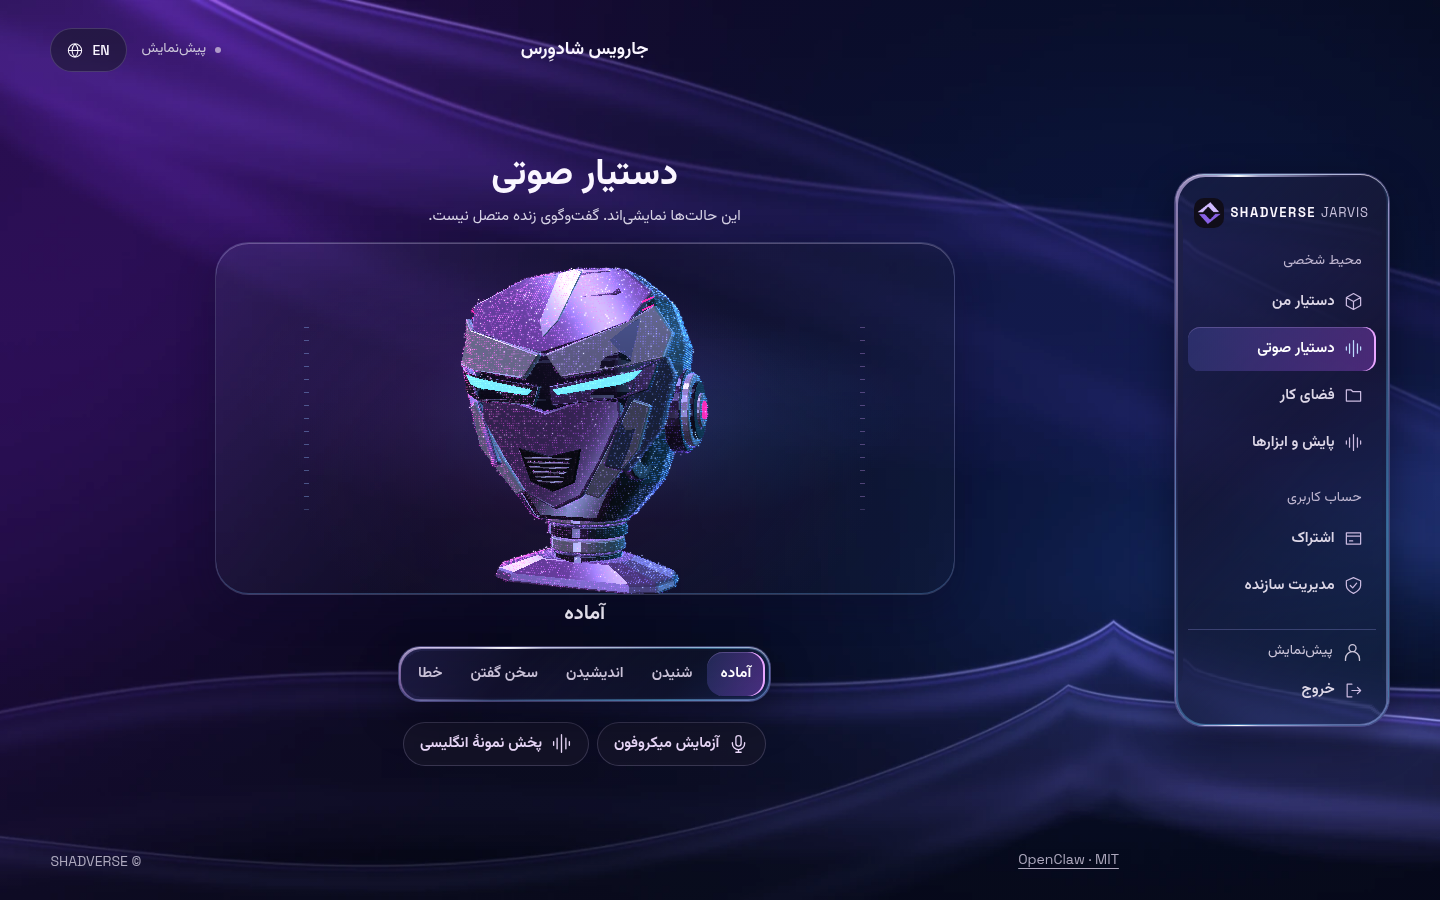 جارویس شادوِرس
• پیش‌نمایش
EN
SHADVERSE JARVIS
محیط شخصی
دستیار من
دستیار صوتی
فضای کار
پایش و ابزارها
حساب کاربری
اشتراک
مدیریت سازنده
پیش‌نمایش
خروج
دستیار صوتی
این حالت‌ها نمایشی‌اند. گفت‌وگوی زنده متصل نیست.
آماده
آماده شنیدن اندیشیدن سخن گفتن خطا
آزمایش میکروفون
پخش نمونهٔ انگلیسی
OpenClaw · MIT
SHADVERSE ©